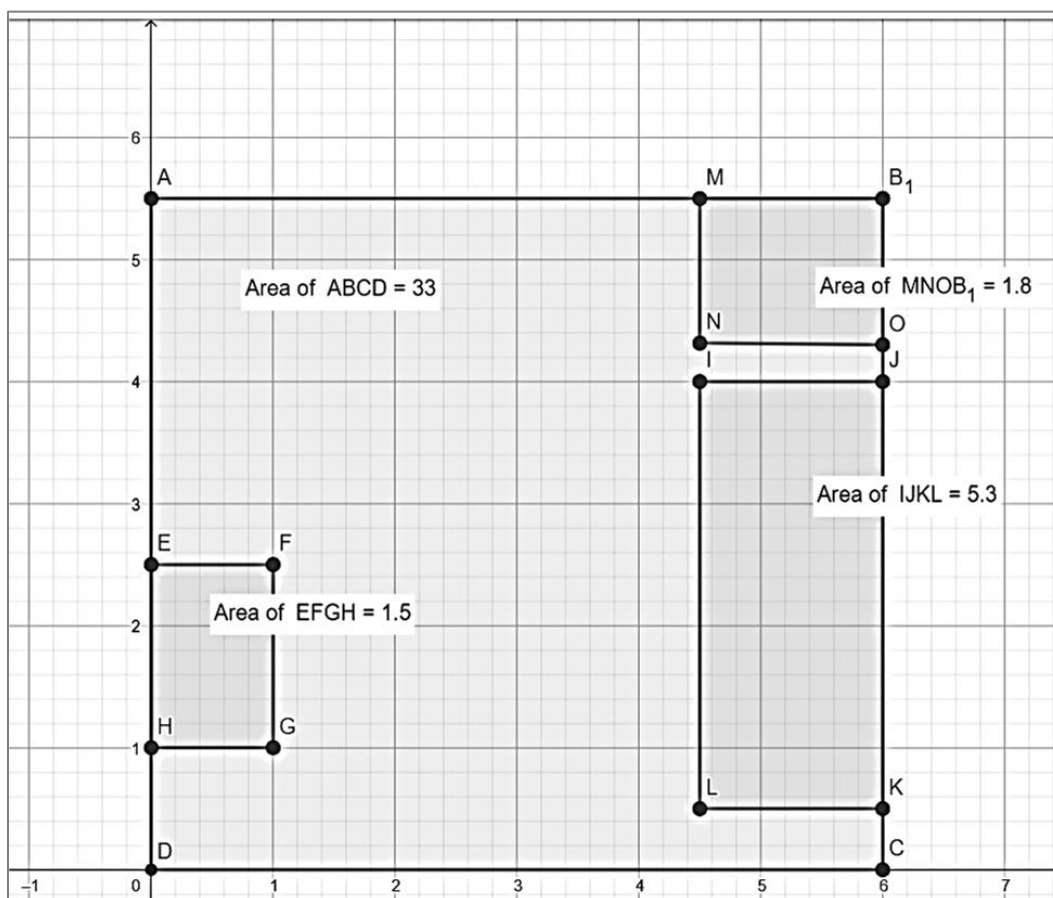 6
A
M
B1
5
Area of ABCD = 33
Area of MNOB1 = 1.8
N
O
I
J
4
Area of IJKL = 5.3
3
E
F
Area of EFGH = 1.5
2
H
G
1
L
K
D
C
–1
0
1
2
3
4
5
6
7